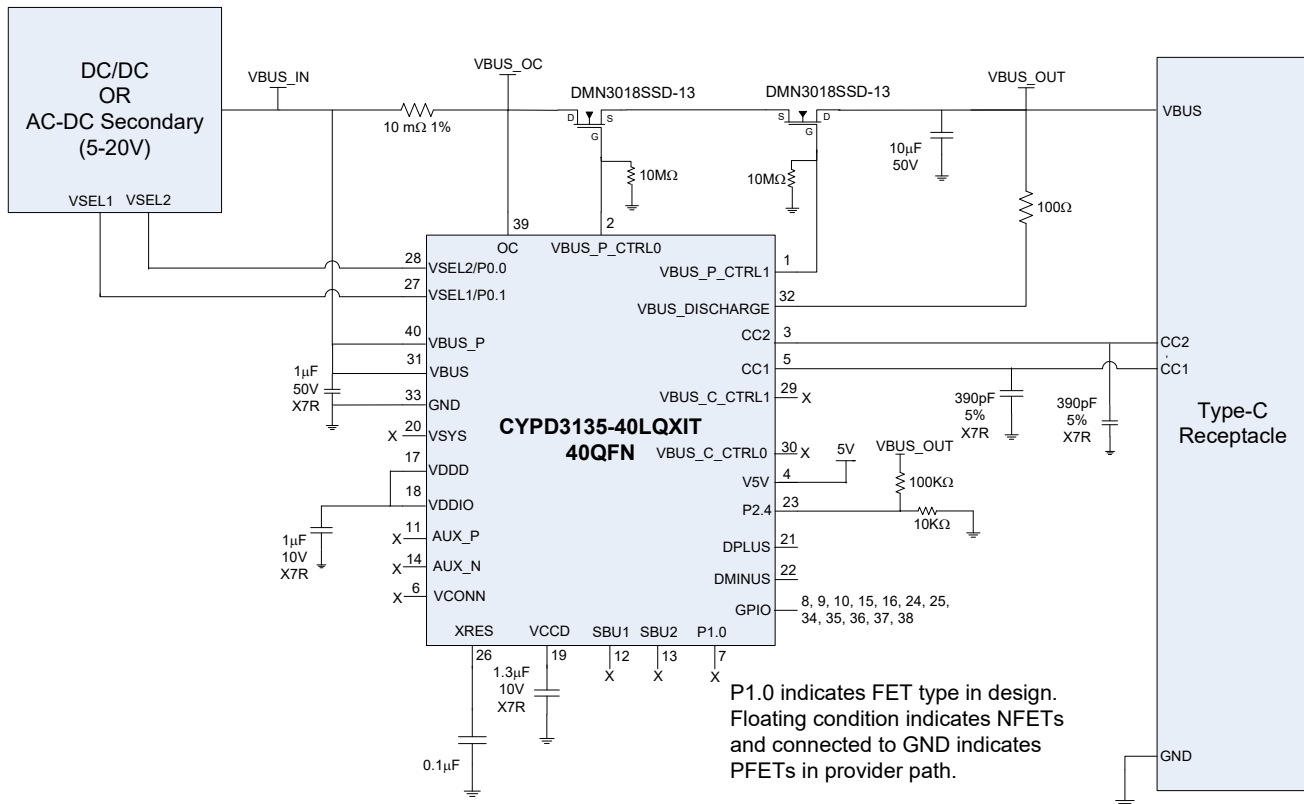 DC/DC
OR
AC-DC Secondary
(5-20V)
VSEL1
VSEL2
VBUS_IN
10 mΩ 1%
VBUS_OC
DMN3018SSD-13
D
S
G
10MΩ
DMN3018SSD-13
S
D
G
10MΩ
VBUS_OUT
10µF
50V
100Ω
VBUS
39
OC
2
VBUS_P_CTRL0
28
VSEL2/P0.0
27
VSEL1/P0.1
40
VBUS_P
31
VBUS
33
GND
X
20
VSYS
17
VDDD
18
VDDIO
X
11
AUX_P
X
14
AUX_N
X
6
VCONN
1µF
50V
X7R
1µF
10V
X7R
CYPD3135-40LQXIT
40QFN
1
VBUS_P_CTRL1
32
VBUS_DISCHARGE
3
CC2
5
CC1
29
VBUS_C_CTRL1
X
30
VBUS_C_CTRL0
X
4
V5V
5V
23
P2.4
VBUS_OUT
100KΩ
10KΩ
21
DPLUS
22
DMINUS
GPIO
8, 9, 10, 15, 16, 24, 25,
34, 35, 36, 37, 38
390pF
5%
X7R
390pF
5%
X7R
CC2
CC1
Type-C
Receptacle
GND
XRES
26
0.1µF
VCCD
19
1.3µF
10V
X7R
SBU1
12
X
SBU2
13
X
P1.0
7
X
P1.0 indicates FET type in design.
Floating condition indicates NFETs
and connected to GND indicates
PFETs in provider path.